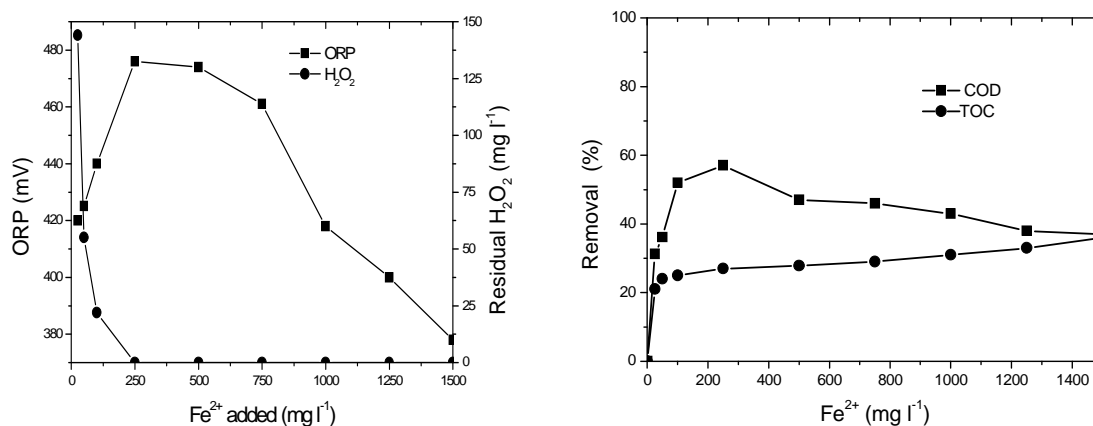 ORP
H₂O₂
480
460
440
420
400
380
ORP (mV)
150
125
100
75
50
25
0
Residual H₂O₂ (mg l⁻¹)
0 250 500 750 1000 1250 1500
Fe²⁺ added (mg l⁻¹)
COD
TOC
100
80
60
40
20
0
Removal (%)
0 200 400 600 800 1000 1200 1400
Fe²⁺ (mg l⁻¹)